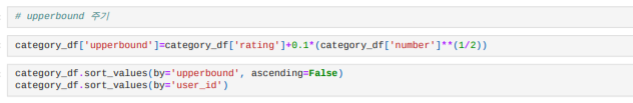 # upperbound 주기
category_df['upperbound']=category_df['rating']+0.1*(category_df['number']**(1/2))
category_df.sort_values(by='upperbound', ascending=False)
category_df.sort_values(by='user_id')